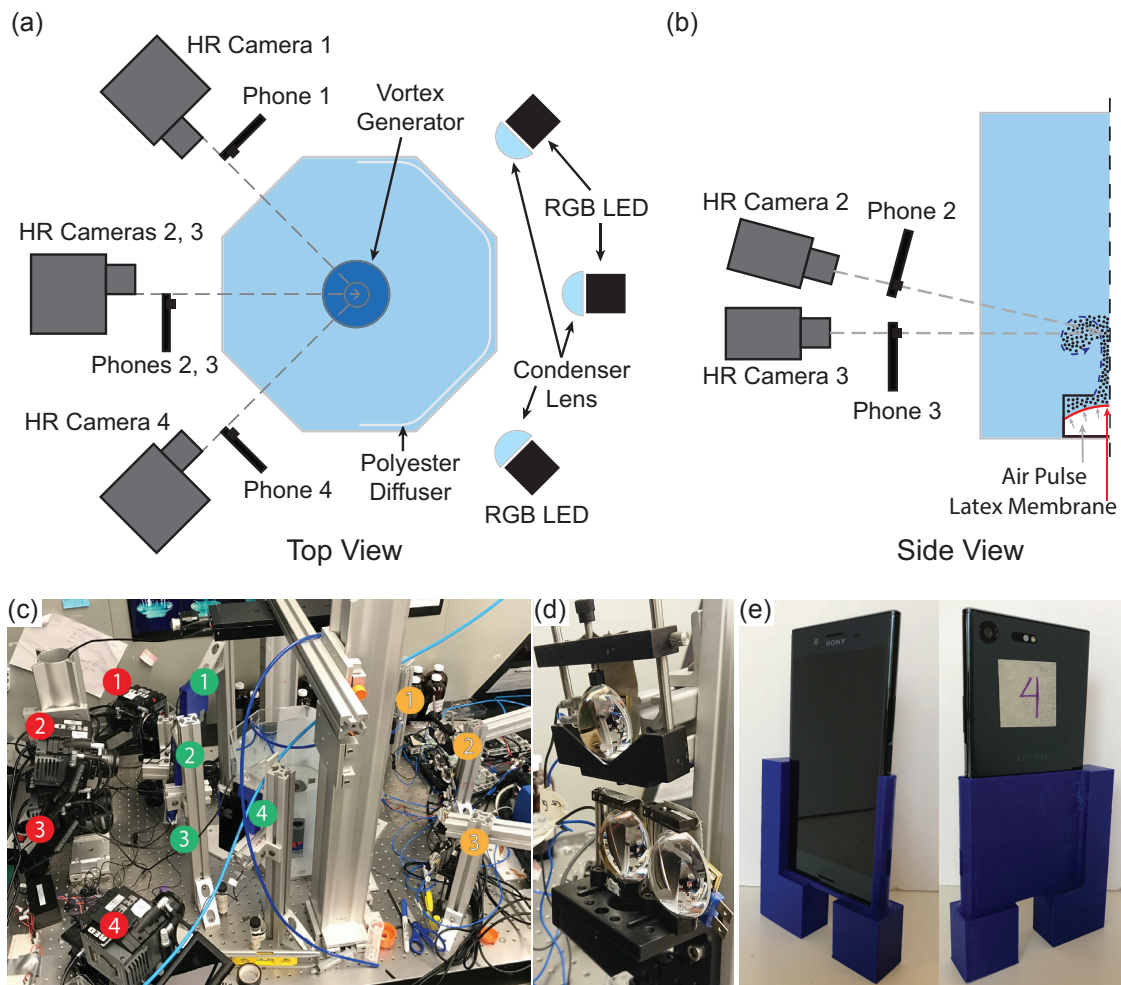 (a)
HR Camera 1
Phone 1
Vortex
Generator
RGB LED
HR Cameras 2, 3
Phones 2, 3
Condenser
Lens
HR Camera 4
Phone 4
Polyester
Diffuser
RGB LED
Top View
(b)
HR Camera 2
Phone 2
HR Camera 3
Phone 3
Air Pulse
Latex Membrane
Side View
(c)
1
1
1
2
2
2
3
3
3
4
4
RED
(d)
(e)
SONY
4
XPERIA